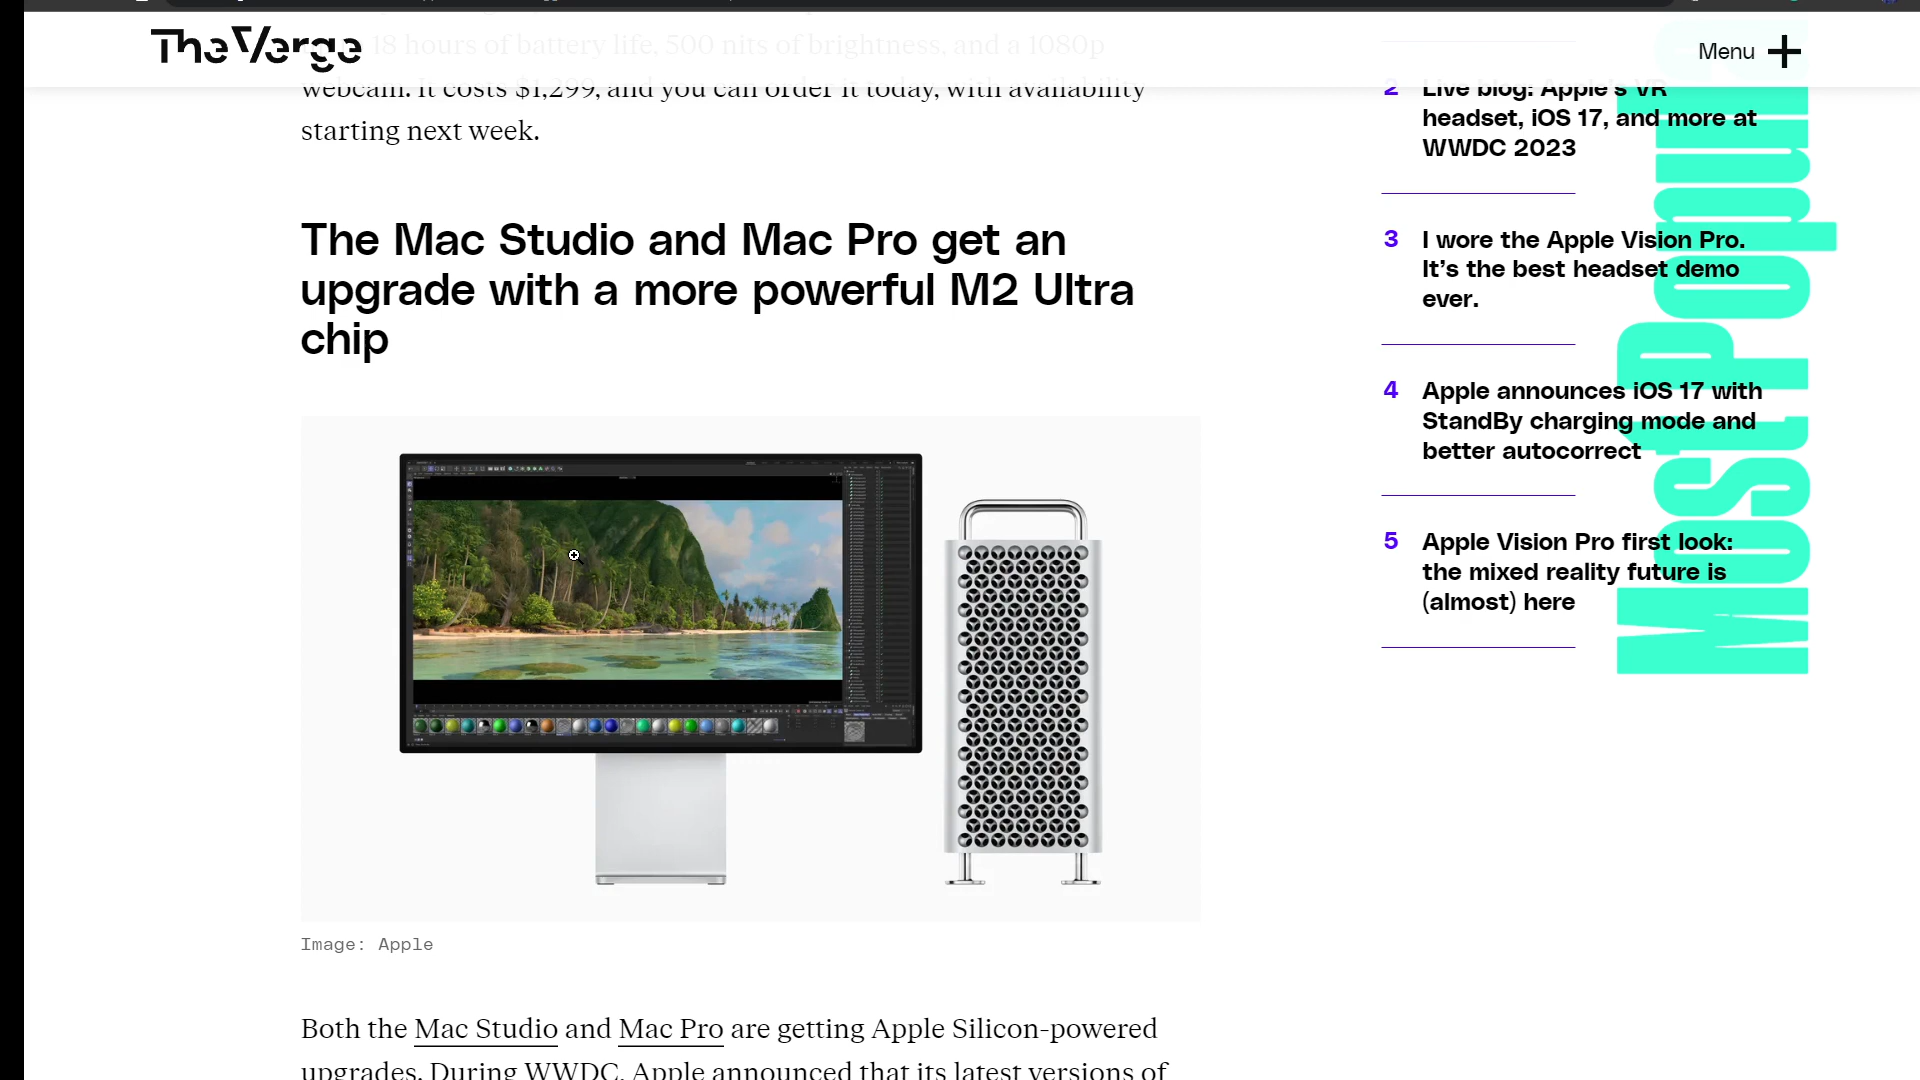 The Verge
Menu
18 hours of battery life, 500 nits of brightness, and a 1080p
webcam. It costs $1,299, and you can order it today, with availability
starting next week.
The Mac Studio and Mac Pro get an
upgrade with a more powerful M2 Ultra
chip
Image: Apple
Both the Mac Studio and Mac Pro are getting Apple Silicon-powered
upgrades. During WWDC, Apple announced that its latest versions of
Most Popu
2 Live blog: Apple's VR
headset, iOS 17, and more at
WWDC 2023
3 I wore the Apple Vision Pro.
It's the best headset demo
ever.
4 Apple announces iOS 17 with
StandBy charging mode and
better autocorrect
5 Apple Vision Pro first look:
the mixed reality future is
(almost) here